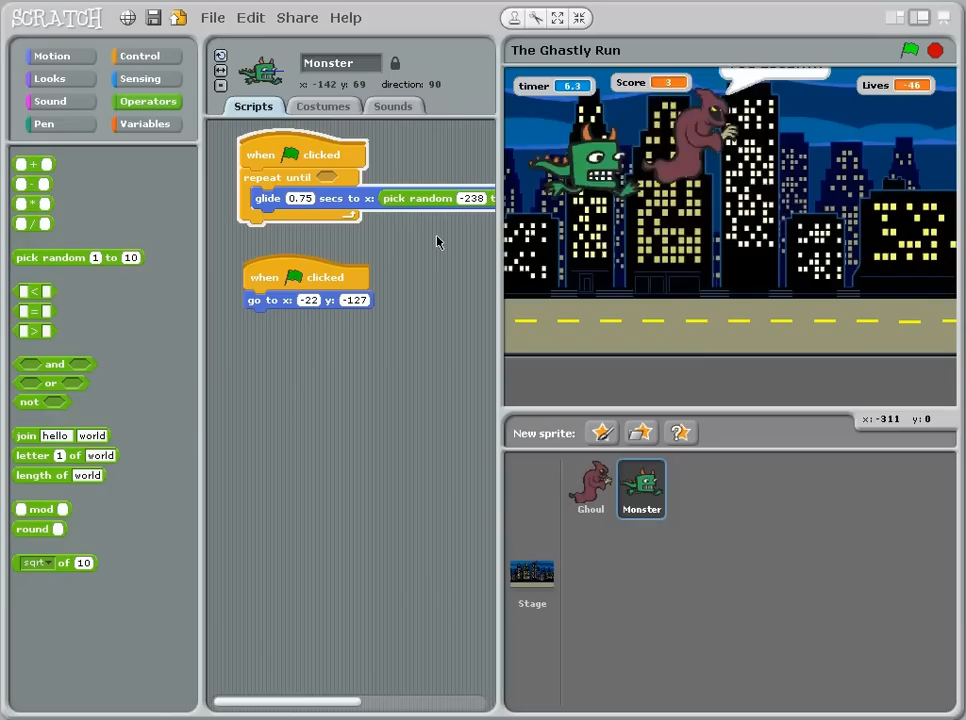 SCRATCH File Edit Share Help
Motion Control
Looks Sensing
Sound Operators
Pen Variables
+
-
*
/
pick random 1 to 10
<
=
>
and
or
not
join hello world
letter 1 of world
length of world
mod
round
sqrt of 10
Monster
x: -142 y: 69 direction: 90
Scripts Costumes Sounds
when clicked
repeat until
glide 0.75 secs to x: pick random -238 t
when clicked
go to x: -22 y: -127
The Ghastly Run
timer 6.3 Score 3 Lives -46
x: -311 y: 0
New sprite:
Ghoul Monster
Stage